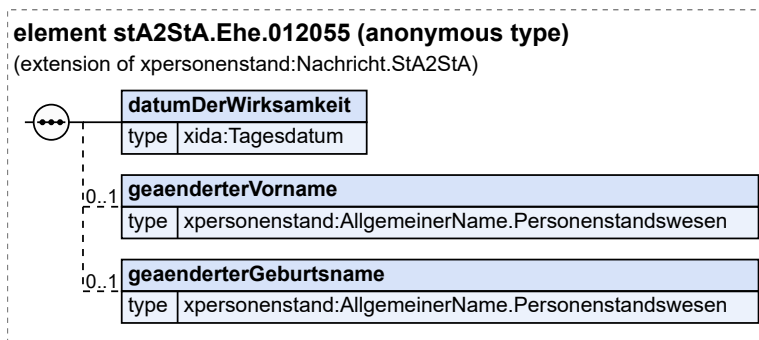 element stA2StA.Ehe.012055 (anonymous type)
(extension of xpersonenstand:Nachricht.StA2StA)
datumDerWirksamkeit
type xida:Tagesdatum
0..1 geaenderterVorname
type xpersonenstand:AllgemeinerName.Personenstandswesen
0..1 geaenderterGeburtsname
type xpersonenstand:AllgemeinerName.Personenstandswesen